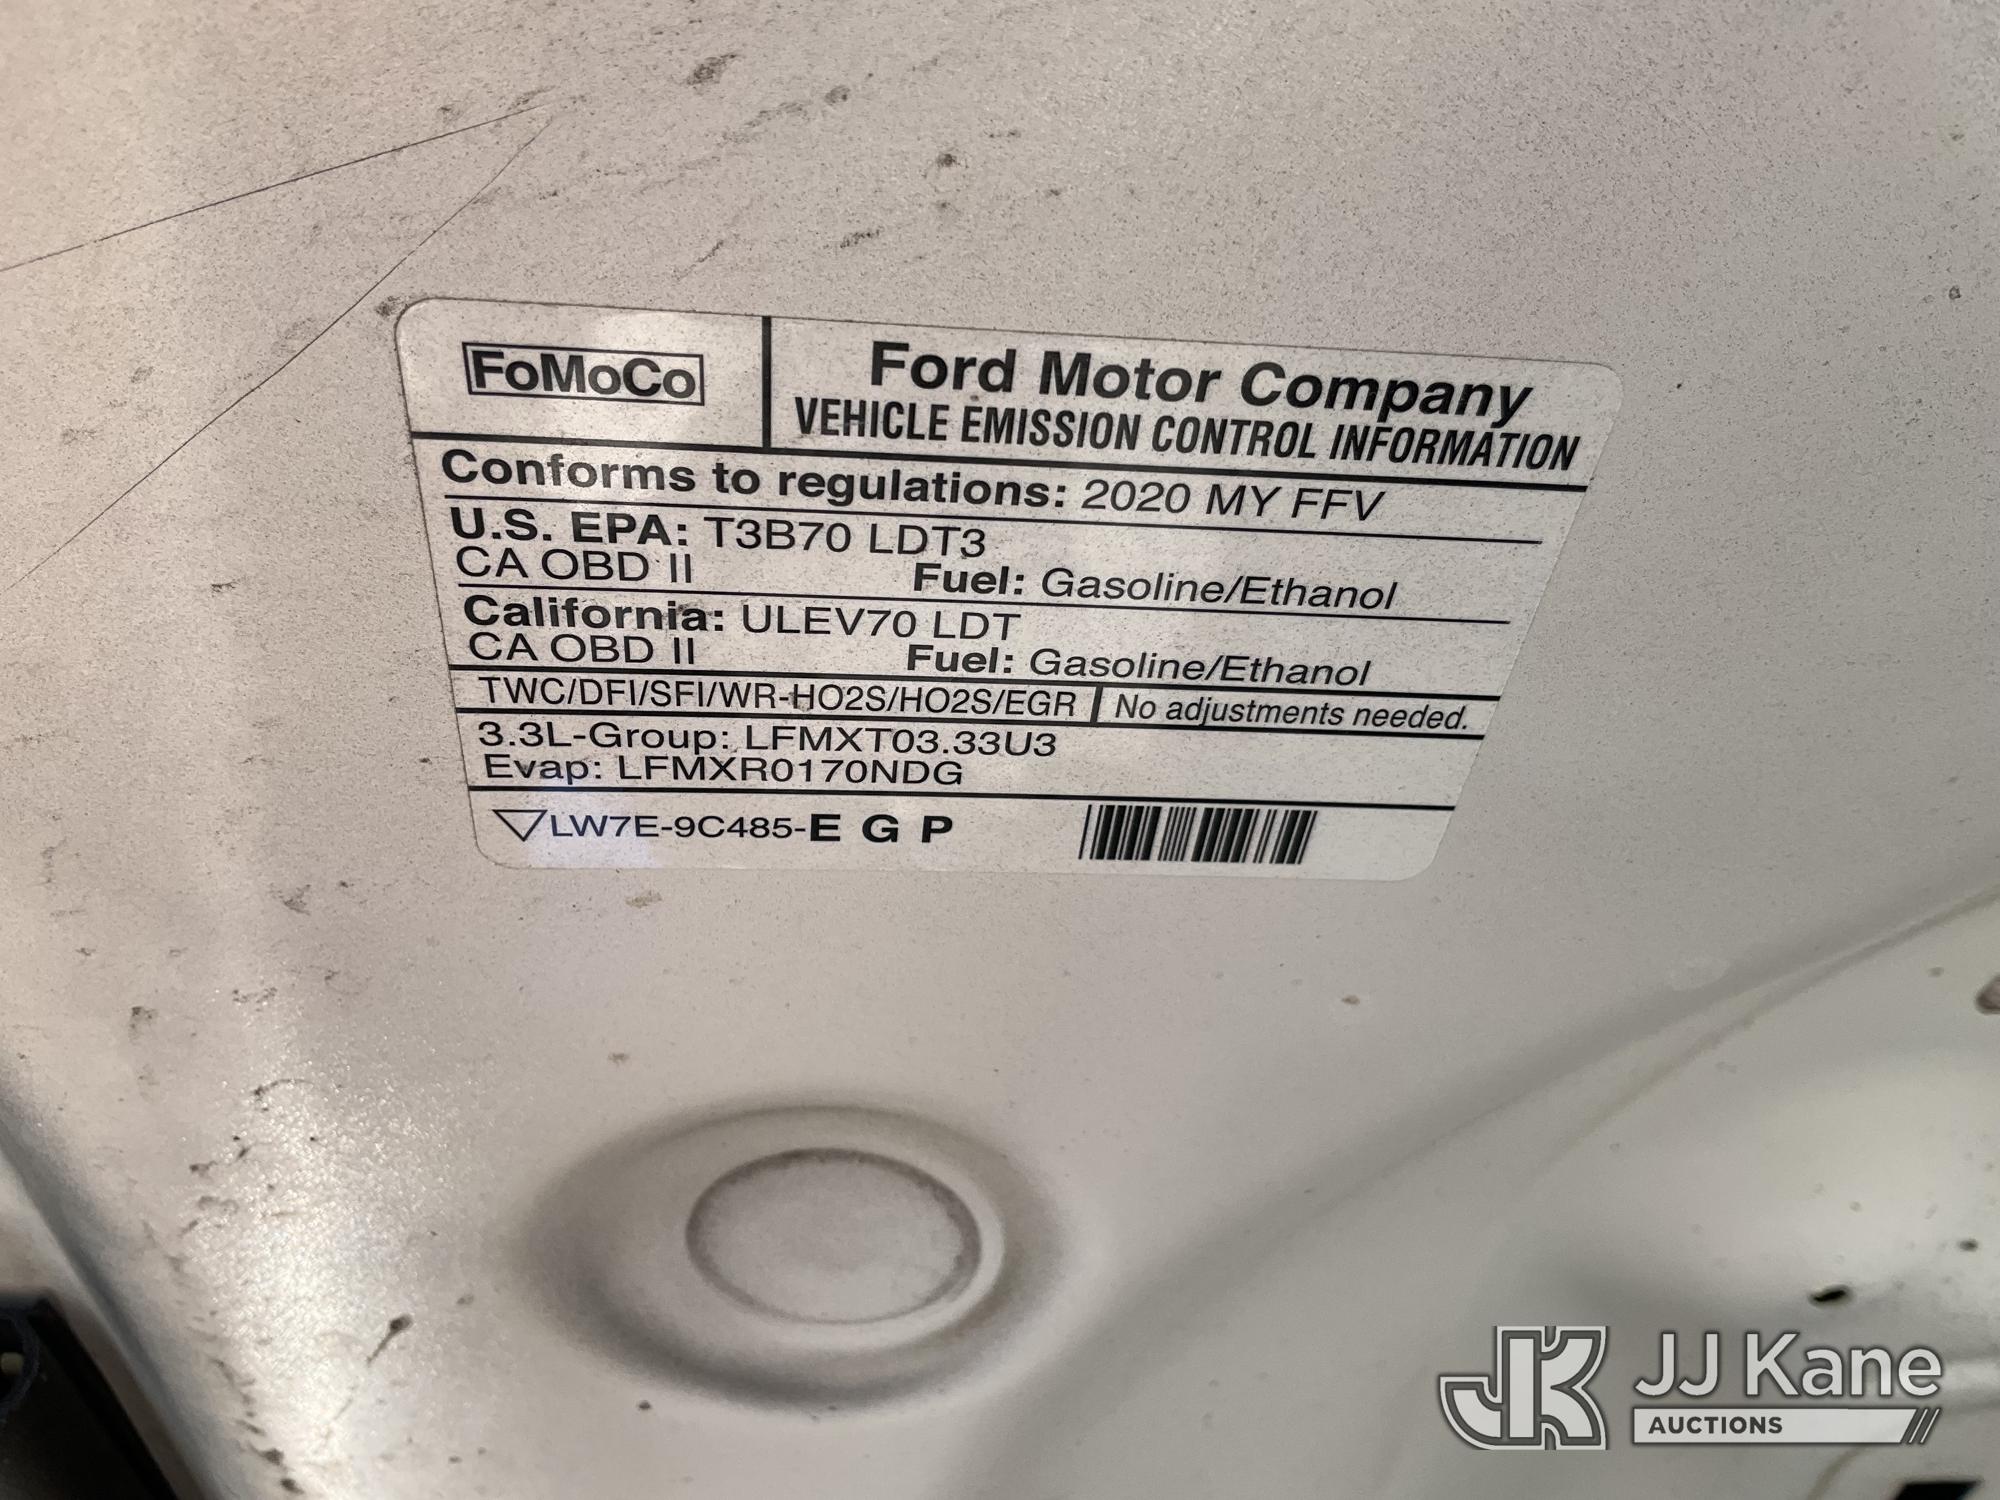 FoMoCo
Ford Motor Company
VEHICLE EMISSION CONTROL INFORMATION
Conforms to regulations: 2020 MY FFV
U.S. EPA: T3B70 LDT3
CA OBD II Fuel: Gasoline/Ethanol
California: ULEV70 LDT
CA OBD II Fuel: Gasoline/Ethanol
TWC/DFI/SFI/WR-HO2S/HO2S/EGR No adjustments needed.
3.3L-Group: LFMXT03.33U3
Evap: LFMXR0170NDG
LW7E-9C485-E G P
JK JJ Kane
AUCTIONS